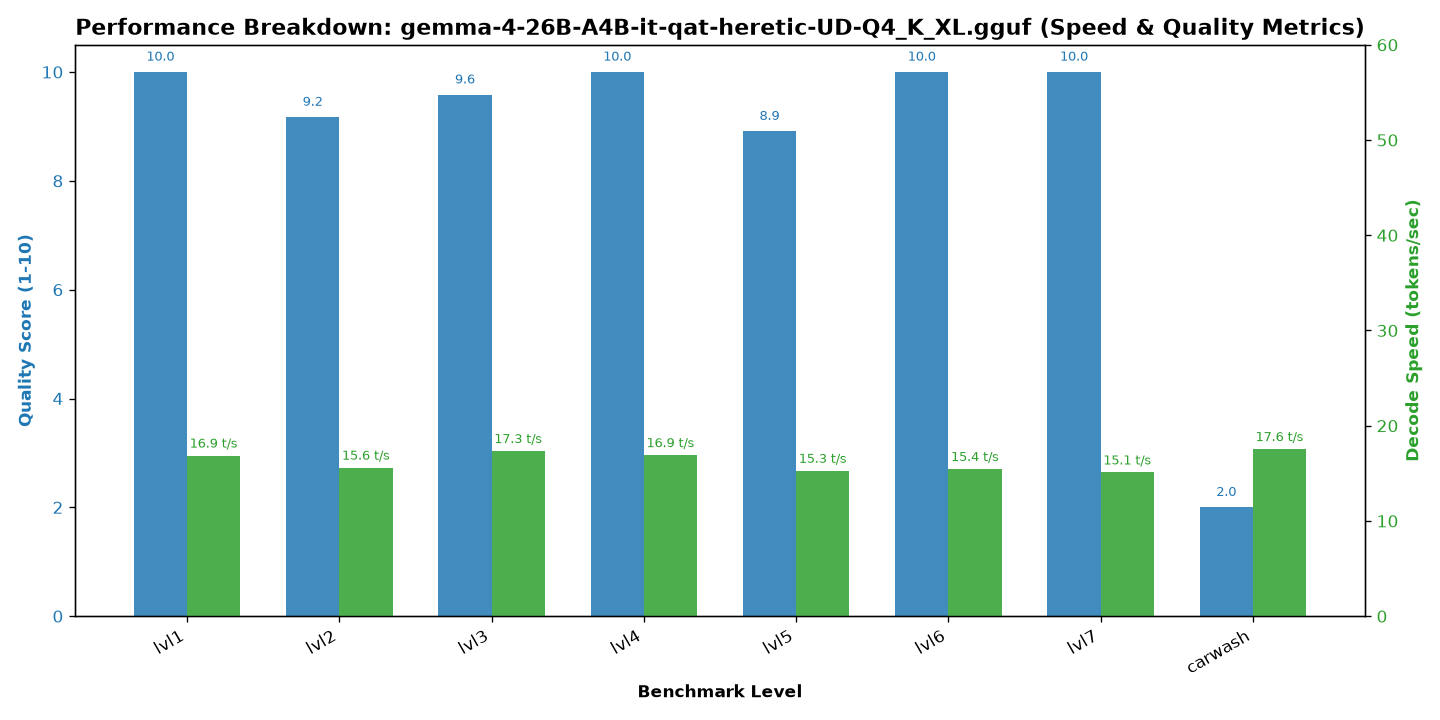 Performance Breakdown: gemma-4-26B-A4B-it-qat-heretic-UD-Q4_K_XL.gguf (Speed & Quality Metrics)
Quality Score (1-10)
10
8
6
4
2
0
10.0
9.2
9.6
10.0
8.9
10.0
10.0
2.0
16.9 t/s
15.6 t/s
17.3 t/s
16.9 t/s
15.3 t/s
15.4 t/s
15.1 t/s
17.6 t/s
60
50
40
30
20
10
0
Decode Speed (tokens/sec)
lvl1
lvl2
lvl3
lvl4
lvl5
lvl6
lvl7
carwash
Benchmark Level